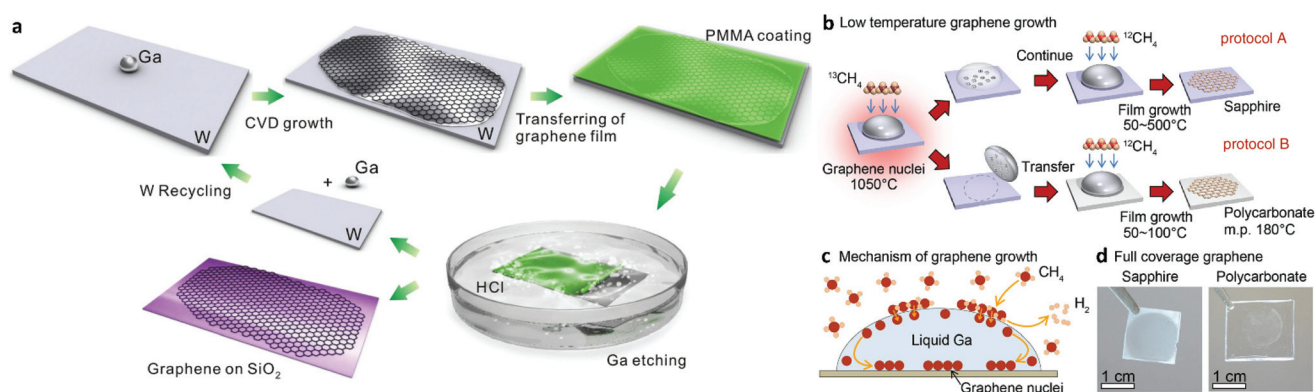 a
Ga
W
CVD growth
W
Transferring of
graphene film
PMMA coating
W Recycling
+
Ga
W
HCl
Ga etching
Graphene on SiO₂
b Low temperature graphene growth
¹³CH₄
Graphene nuclei
1050°C
Continue
¹²CH₄
protocol A
Film growth
50~500°C
Sapphire
Transfer
¹²CH₄
protocol B
Film growth
50~100°C
Polycarbonate
m.p. 180°C
c Mechanism of graphene growth
CH₄
H₂
Liquid Ga
Graphene nuclei
d Full coverage graphene
Sapphire
Polycarbonate
1 cm
1 cm